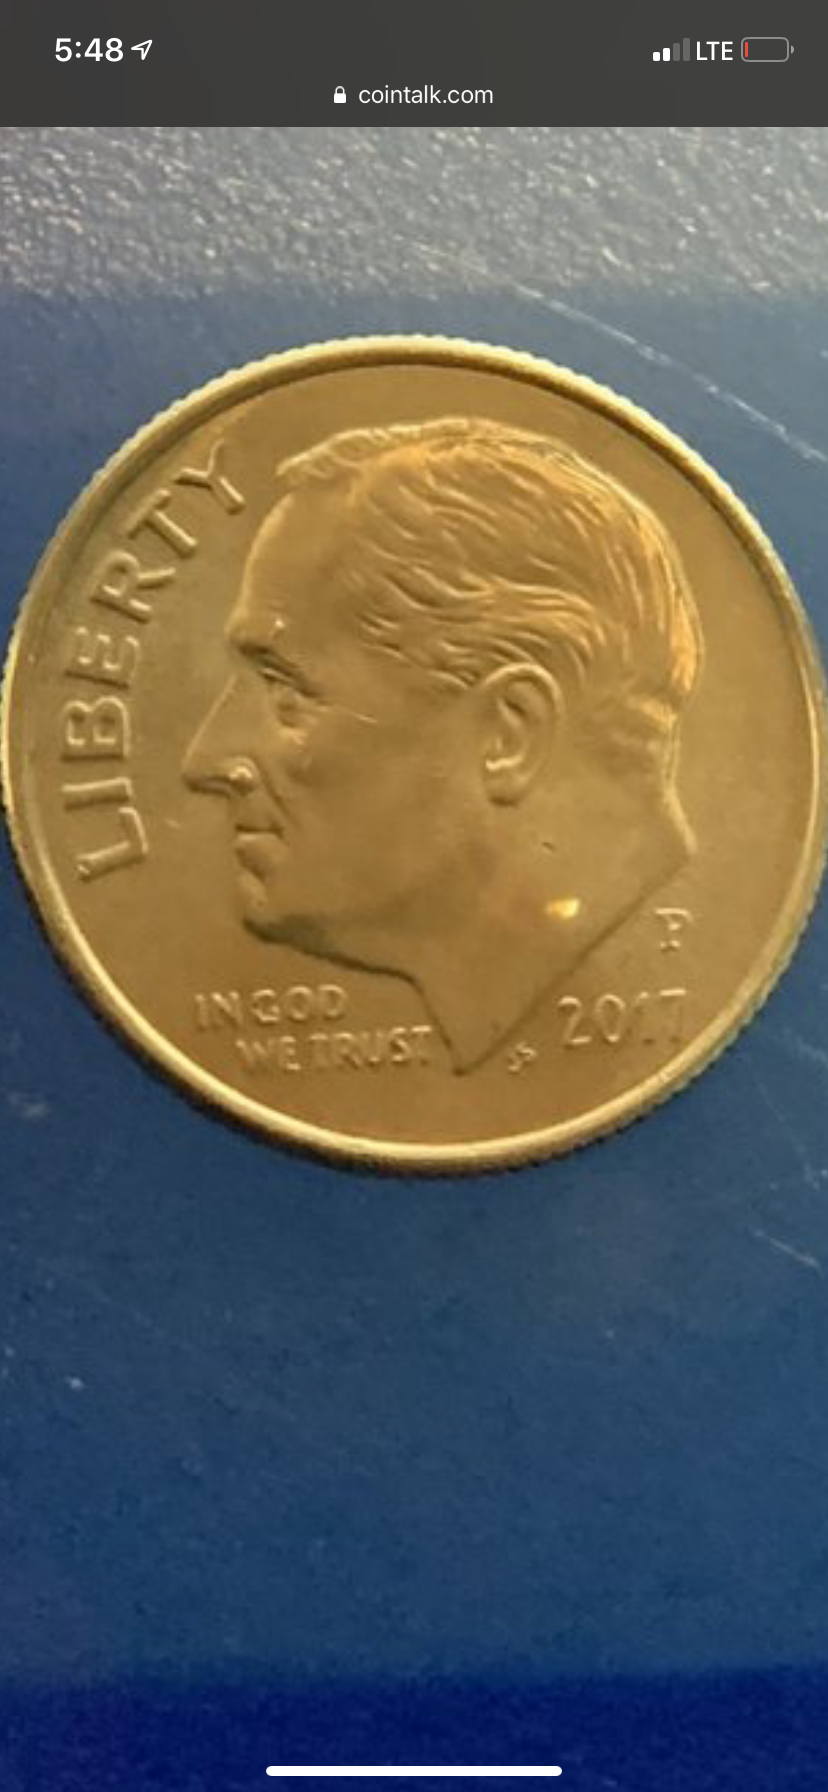 5:48
LTE
cointalk.com
LIBERTY
P
IN GOD
WE TRUST
JS
2017